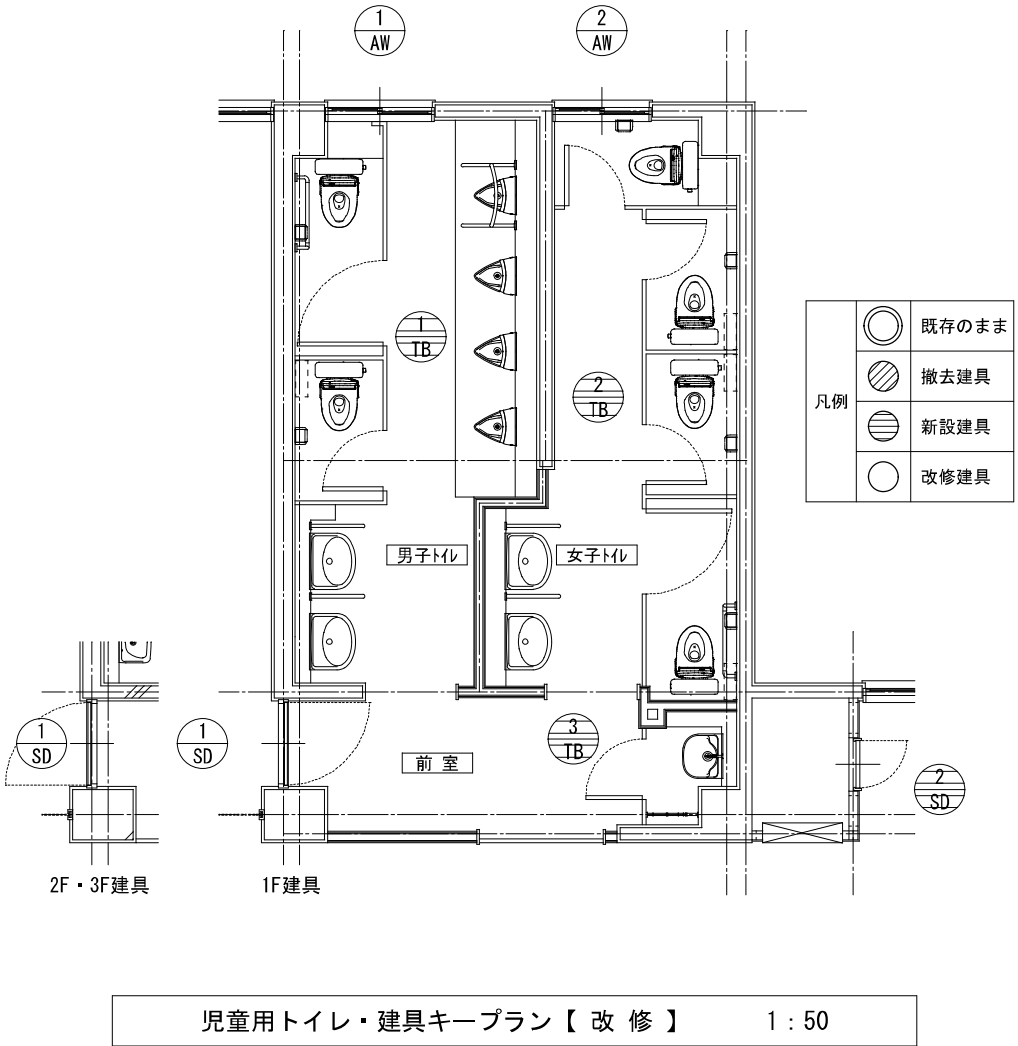 1
AW
2
AW
1
TB
2
TB
凡例
既存のまま
撤去建具
新設建具
改修建具
男子トイレ
女子トイレ
1
SD
1
SD
3
TB
前 室
2
SD
2F・3F建具
1F建具
児童用トイレ・建具キープラン【 改 修 】 1:50